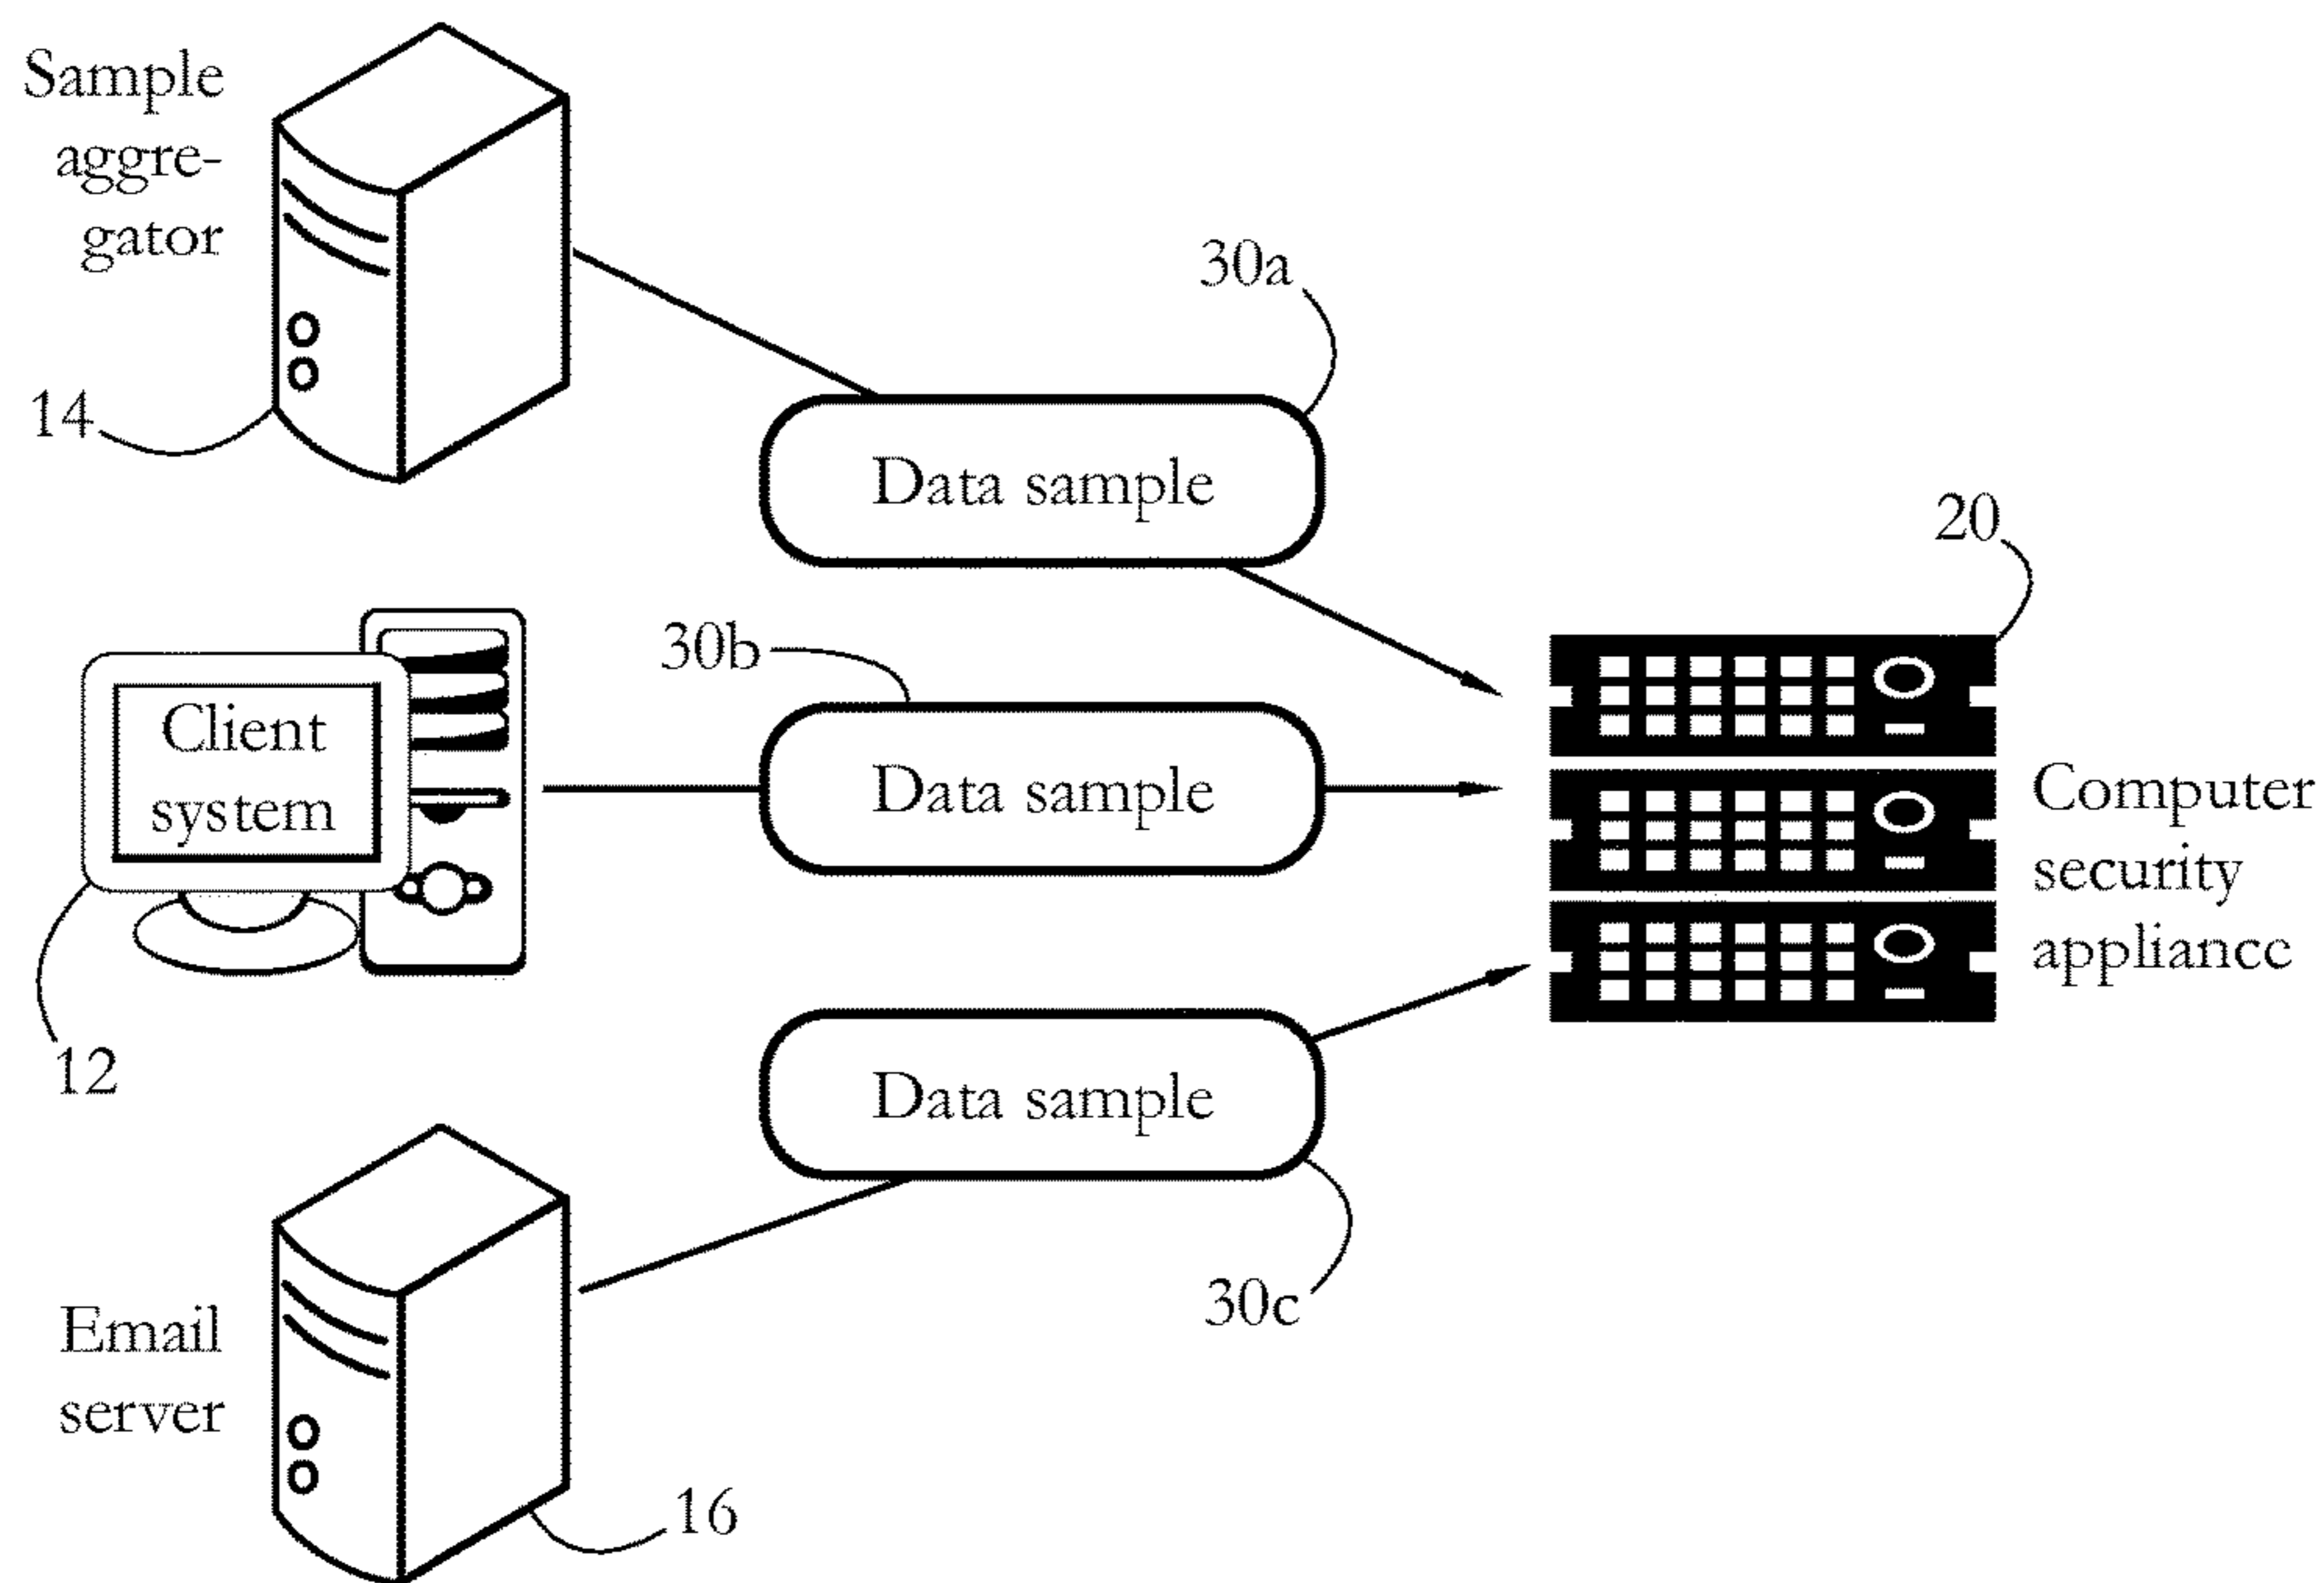 Sample
aggre-
gator
14
30a
Data sample
20
30b
Client
system
Data sample
Computer
security
appliance
12
Data sample
30c
Email
server
16